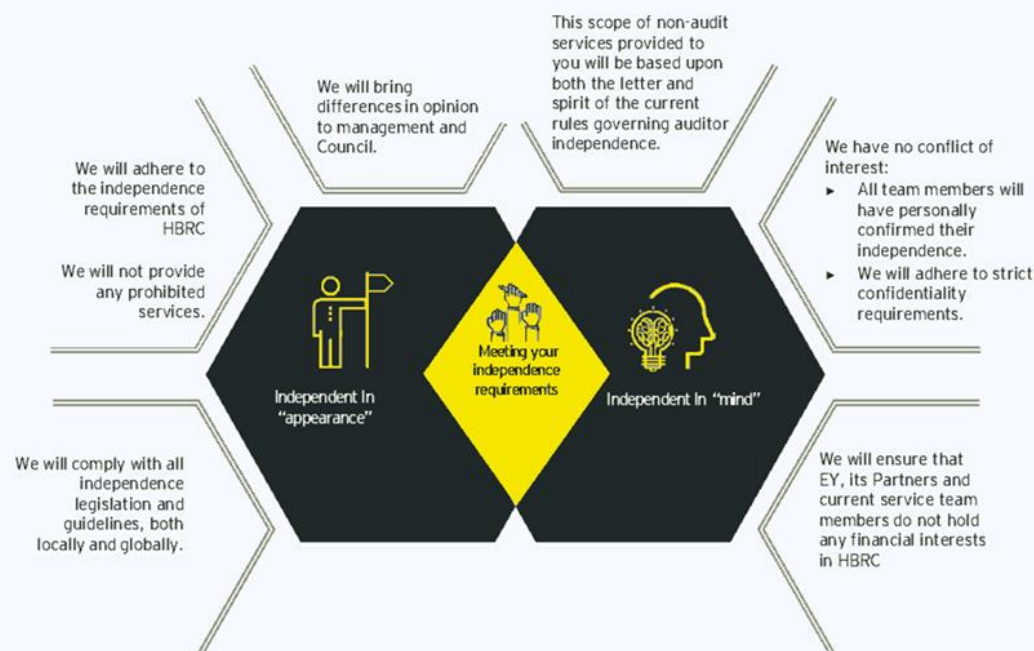 We will bring
differences in opinion
to management and
Council.
This scope of non-audit
services provided to
you will be based upon
both the letter and
spirit of the current
rules governing auditor
independence.
We will adhere to
the independence
requirements of
HBRC
We will not provide
any prohibited
services.
We have no conflict of
interest:
► All team members will
have personally
confirmed their
independence.
► We will adhere to strict
confidentiality
requirements.
Independent In
“appearance”
Meeting your
independence
requirements
Independent In “mind”
We will comply with all
independence
legislation and
guidelines, both
locally and globally.
We will ensure that
EY, its Partners and
current service team
members do not hold
any financial interests
in HBRC